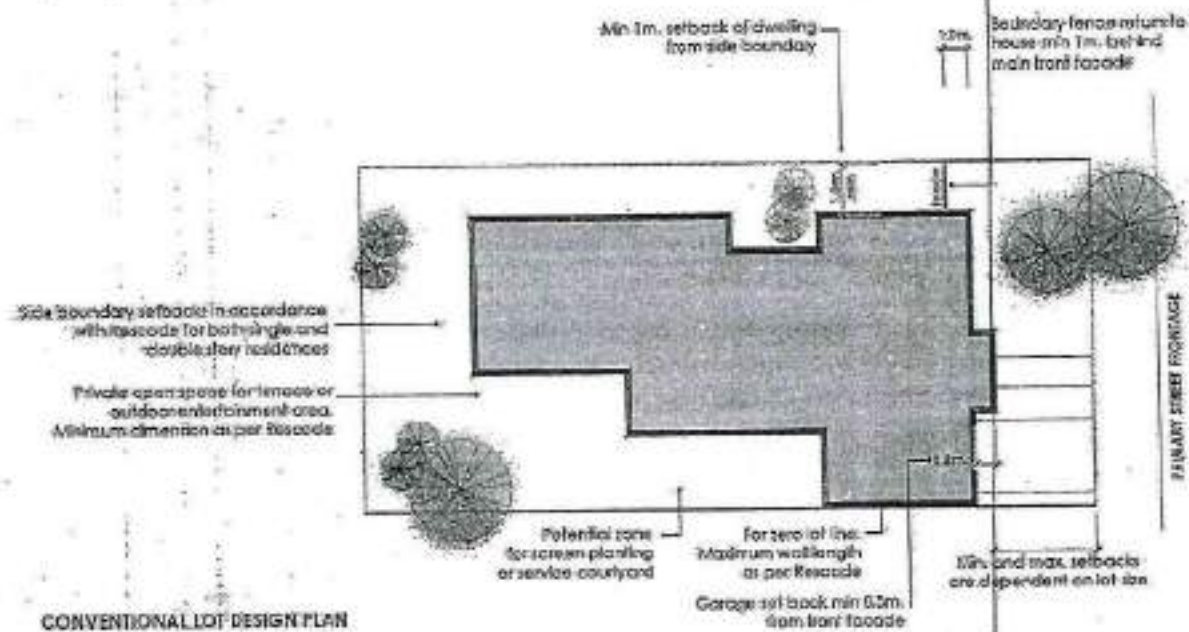 Min 1m. setback of dwelling
from side boundary
1.0m.
Boundary fence return to
house min 1m. behind
main front facade
1.0m
min
Side boundary setbacks in accordance
with Rescode for both single and
double story residences
Private open space for terrace or
outdoor entertainment area.
Minimum dimension as per Rescode
PRIMARY STREET FRONTAGE
Potential zone
for screen planting
or service courtyard
For zero lot line.
Maximum wall length
as per Rescode
Garage set back min 0.5m.
from front facade
Min. and max. setbacks
are dependent on lot size
CONVENTIONAL LOT DESIGN PLAN